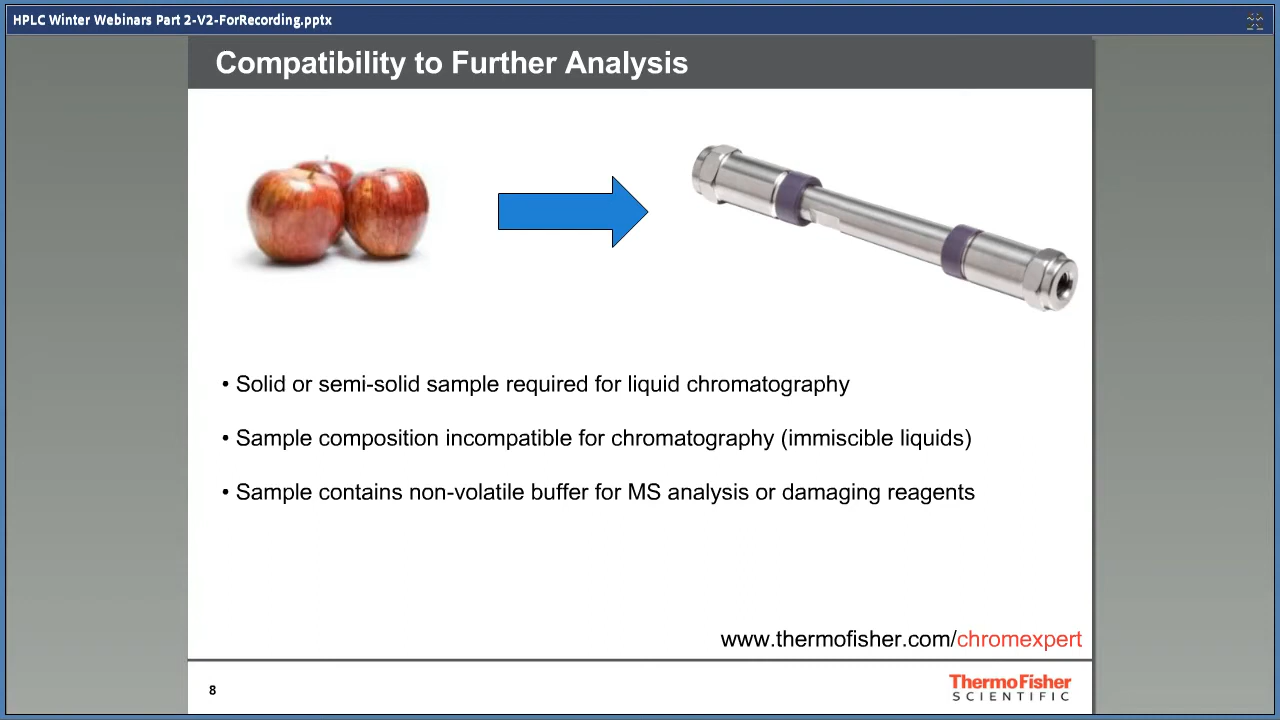 HPLC Winter Webinars Part 2-V2-ForRecording.pptx
Compatibility to Further Analysis
• Solid or semi-solid sample required for liquid chromatography
• Sample composition incompatible for chromatography (immiscible liquids)
• Sample contains non-volatile buffer for MS analysis or damaging reagents
www.thermofisher.com/chromexpert
8
ThermoFisher
SCIENTIFIC